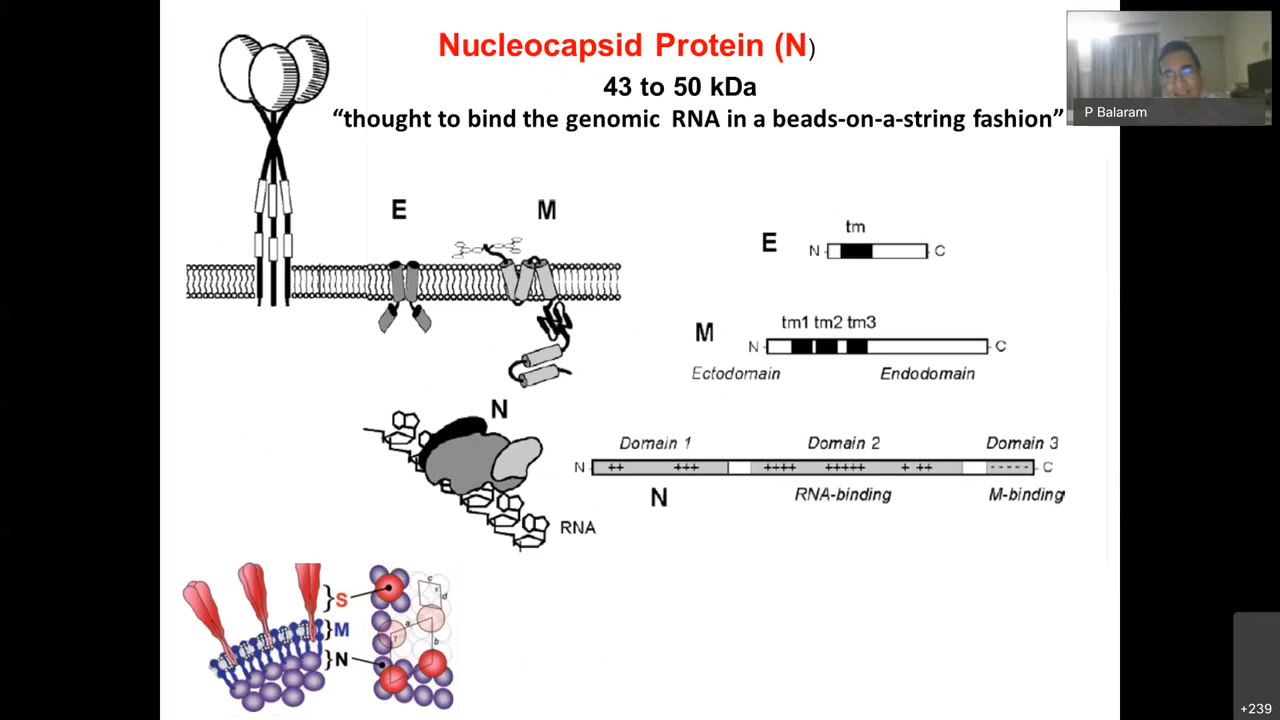 Nucleocapsid Protein (N)
43 to 50 kDa
“thought to bind the genomic RNA in a beads-on-a-string fashion”
P Balaram
E
M
E
tm
N
C
M
tm1 tm2 tm3
N
C
Ectodomain
Endodomain
N
RNA
Domain 1
Domain 2
Domain 3
N
++
+++
++++
+++++
+ ++
-----
C
N
RNA-binding
M-binding
S
M
N
c
d
a
b
γ
+239